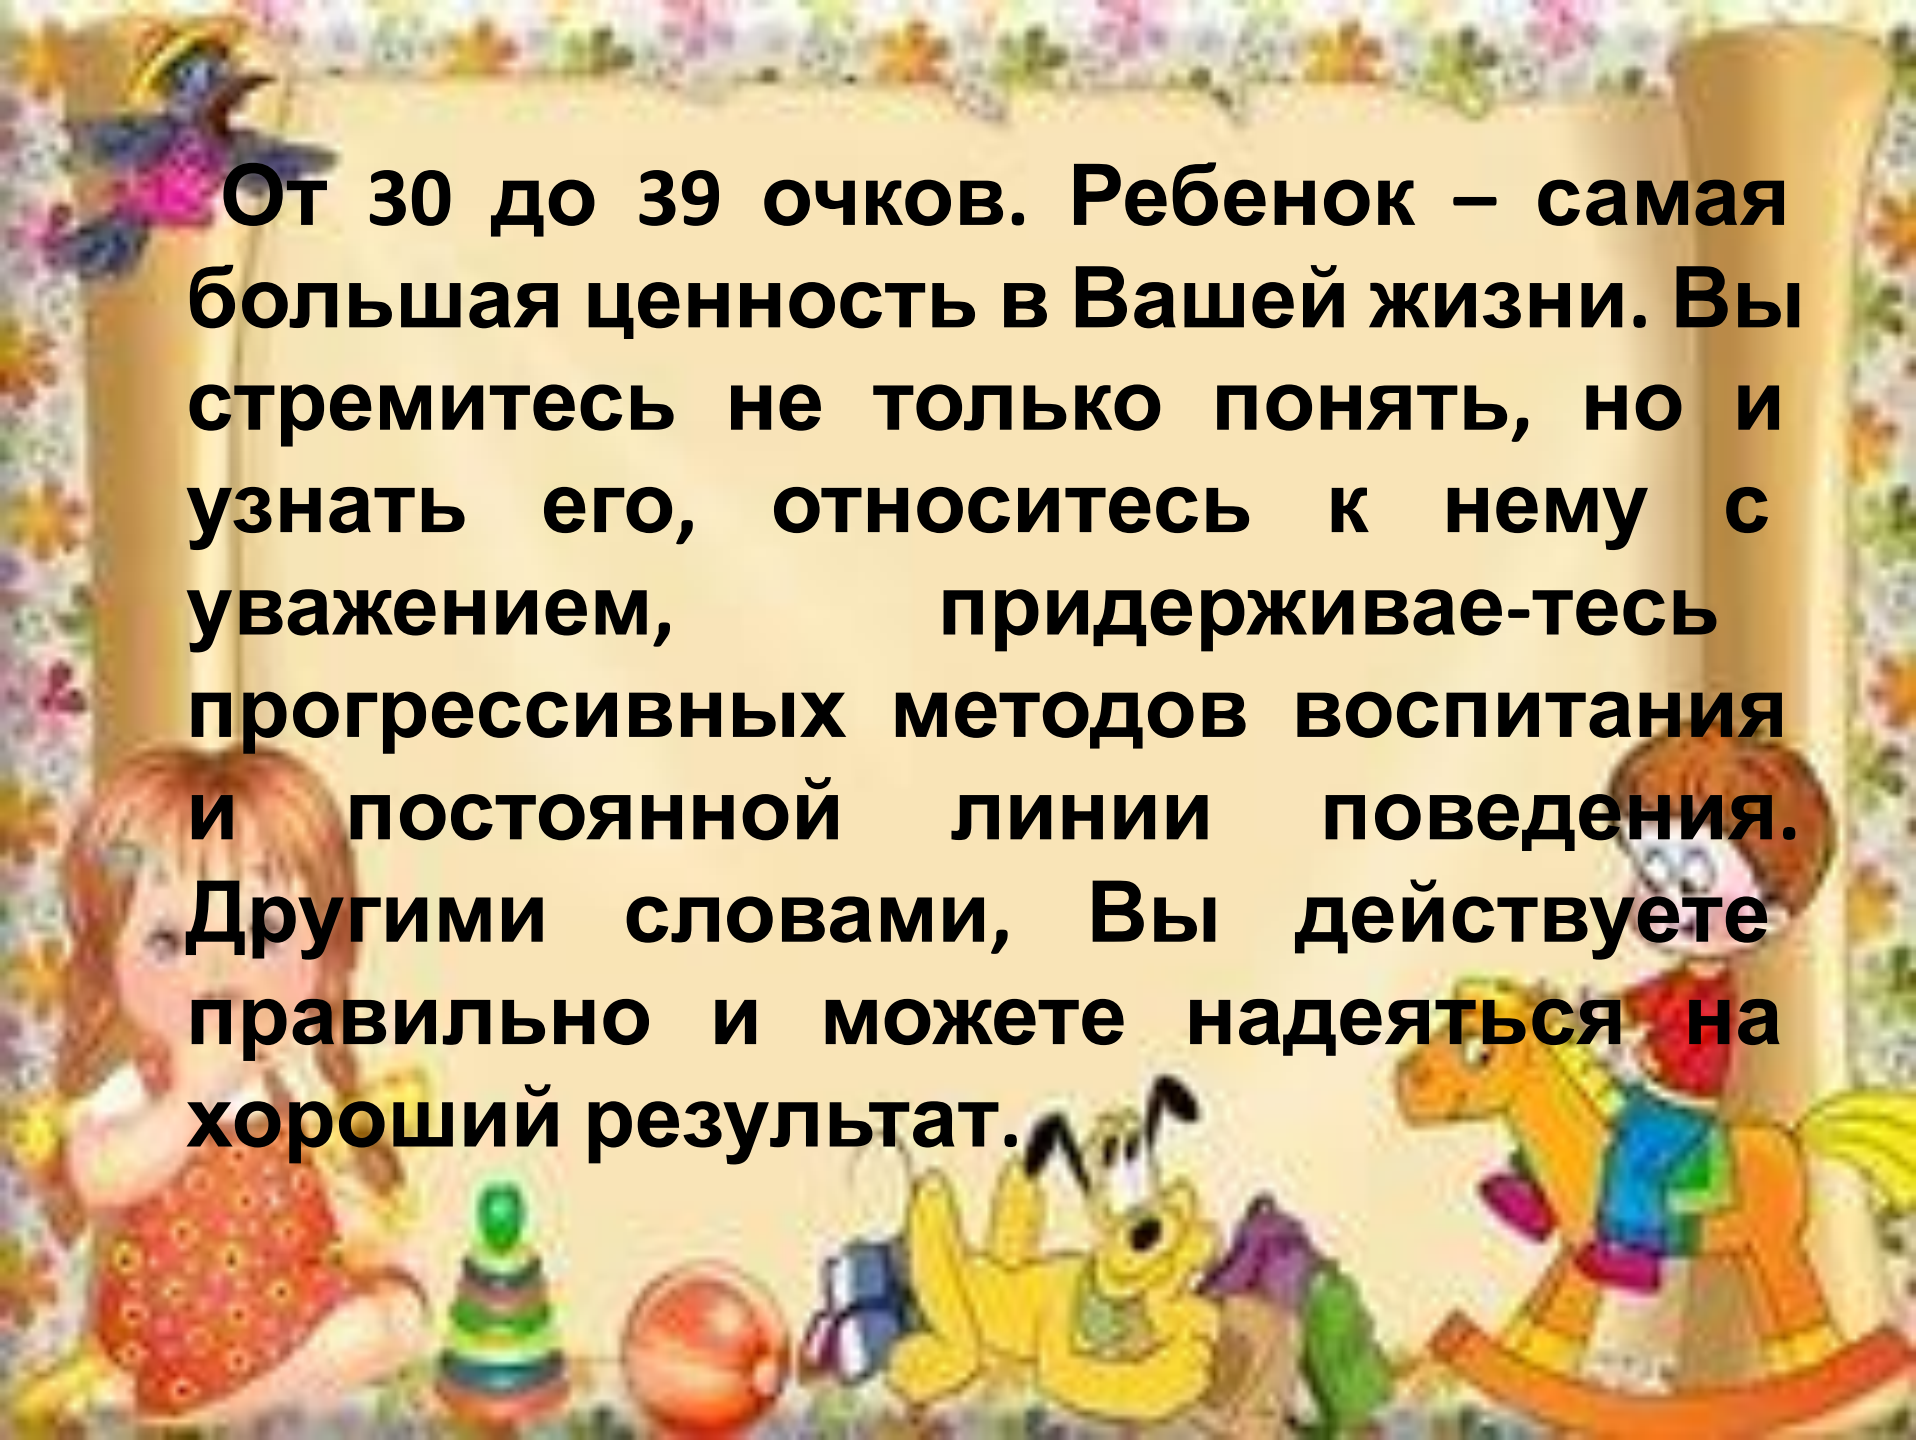 От 30 до 39 очков. Ребенок – самая
большая ценность в Вашей жизни. Вы
стремитесь не только понять, но и
узнать его, относитесь к нему с
уважением, придерживае-тесь
прогрессивных методов воспитания
и постоянной линии поведения.
Другими словами, Вы действуете
правильно и можете надеяться на
хороший результат.